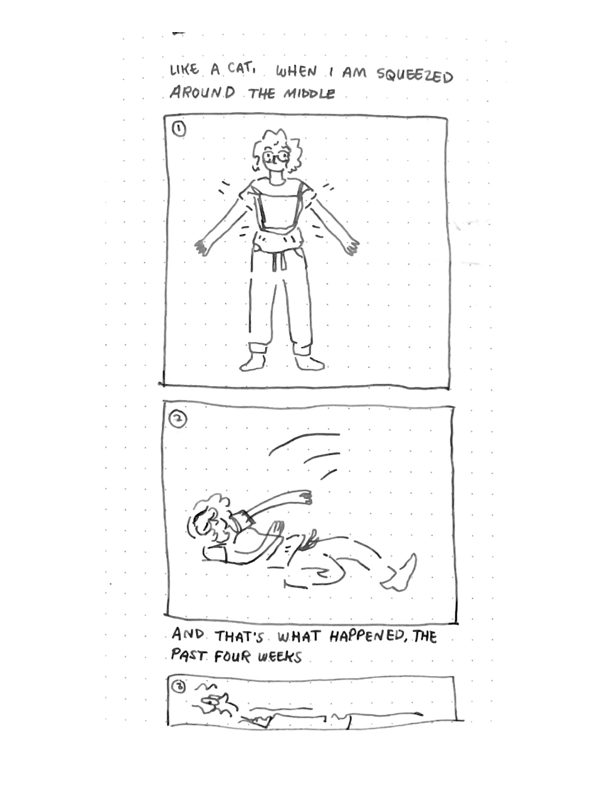 LIKE A CAT, WHEN I AM SQUEEZED
AROUND THE MIDDLE
1
2
AND THAT'S WHAT HAPPENED, THE
PAST FOUR WEEKS
3